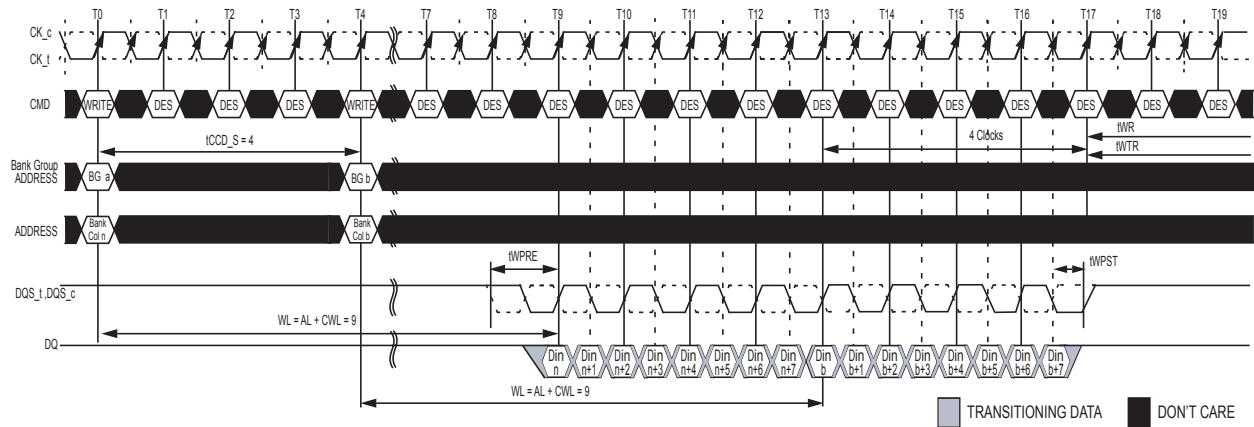 T0 T1 T2 T3 T4 T7 T8 T9 T10 T11 T12 T13 T14 T15 T16 T17 T18 T19
CK_c
CK_t
CMD WRITE DES DES DES WRITE DES DES DES DES DES DES DES DES DES DES DES DES DES
tCCD_S = 4
4 Clocks
tWR
tWTR
Bank Group
ADDRESS
BG a
BG b
ADDRESS
Bank
Col n
Bank
Col b
tWPRE
tWPST
DQS_t ,DQS_c
WL = AL + CWL = 9
DQ
Din Din Din Din Din Din Din Din Din Din Din Din Din Din Din Din
n n+1 n+2 n+3 n+4 n+5 n+6 n+7 b b+1 b+2 b+3 b+4 b+5 b+6 b+7
WL = AL + CWL = 9
TRANSITIONING DATA
DON'T CARE